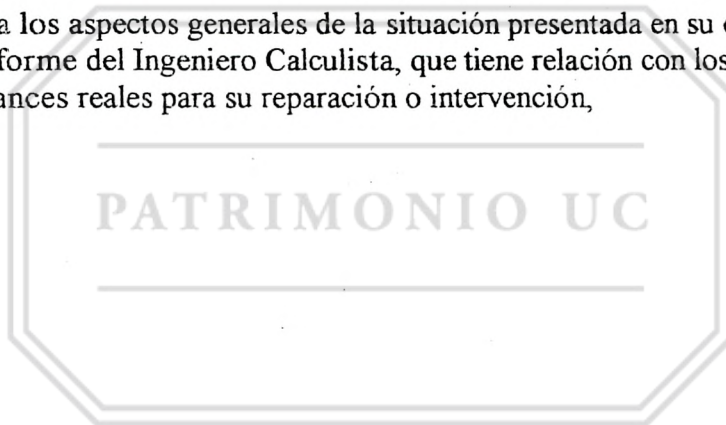 a los aspectos generales de la situación presentada en su
forme del Ingeniero Calculista, que tiene relación con los
ances reales para su reparación o intervención,
PATRIMONIO UC